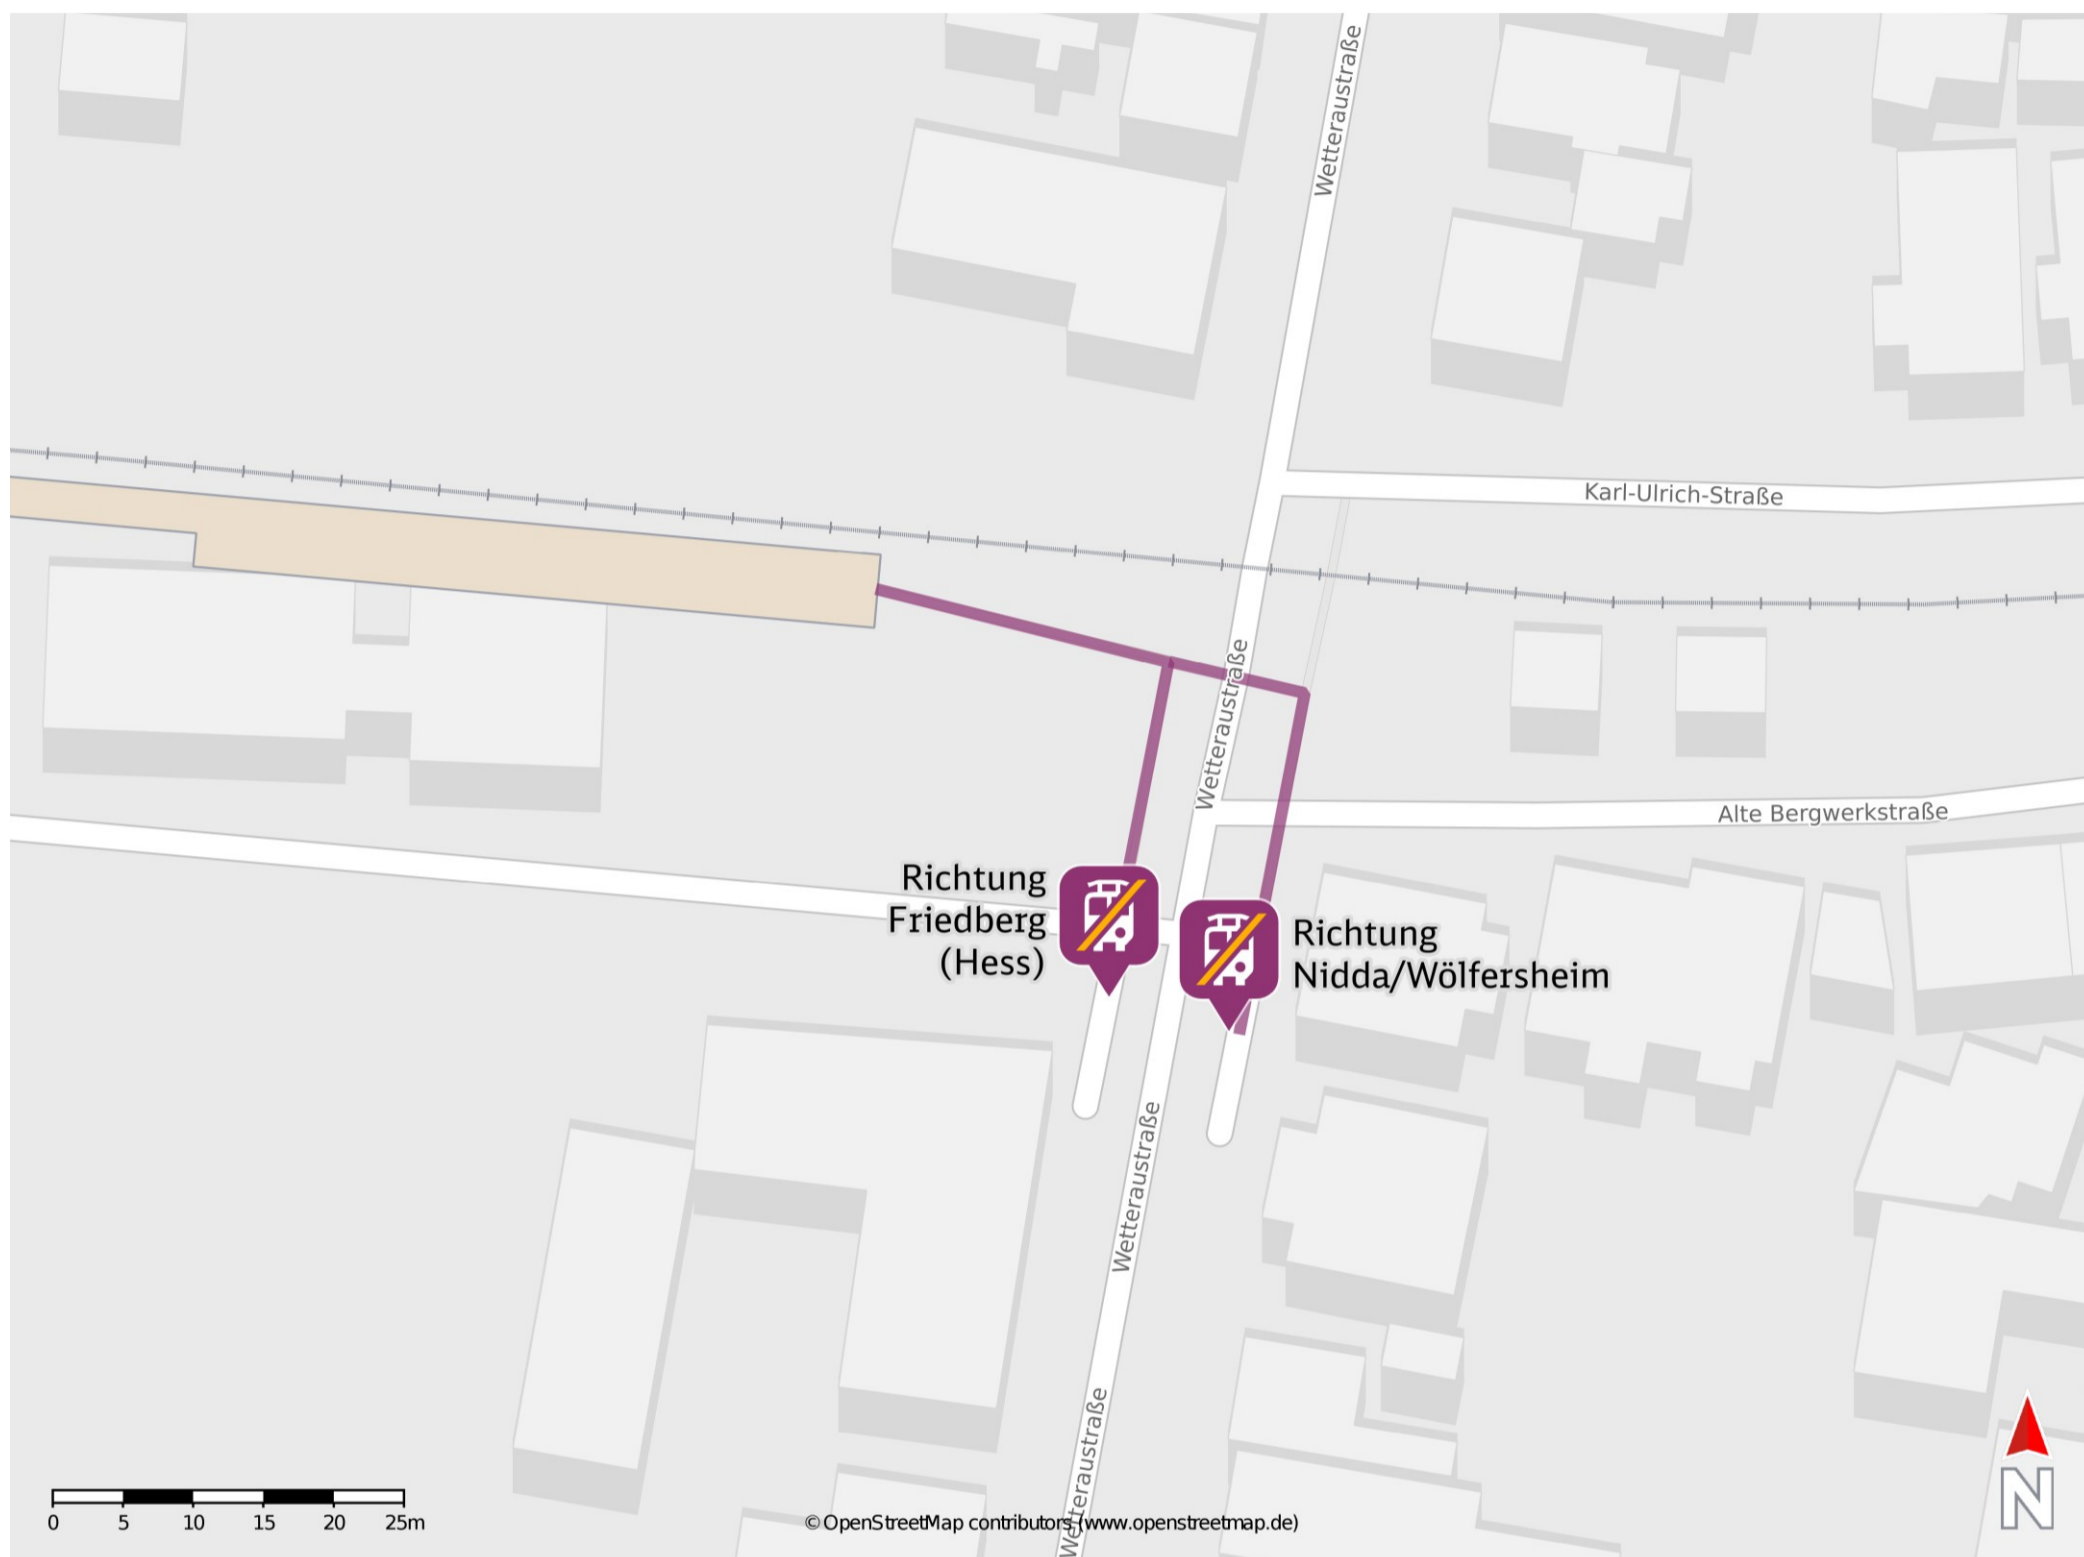 Wetteraustraße
Karl-Ulrich-Straße
Wetteraustraße
Alte Bergwerkstraße
Richtung
Friedberg
(Hess)
Richtung
Nidda/Wölfersheim
Wetteraustraße
Wetteraustraße
N
0 5 10 15 20 25m
© OpenStreetMap contributors (www.openstreetmap.de)